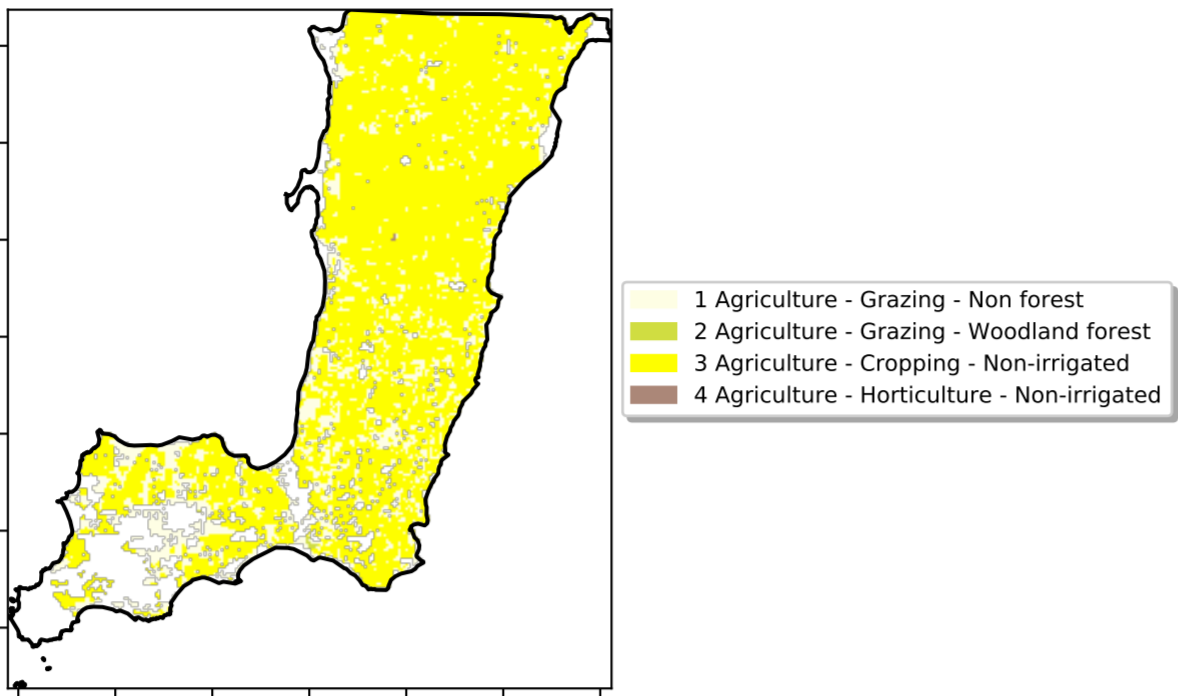 1 Agriculture - Grazing - Non forest
2 Agriculture - Grazing - Woodland forest
3 Agriculture - Cropping - Non-irrigated
4 Agriculture - Horticulture - Non-irrigated